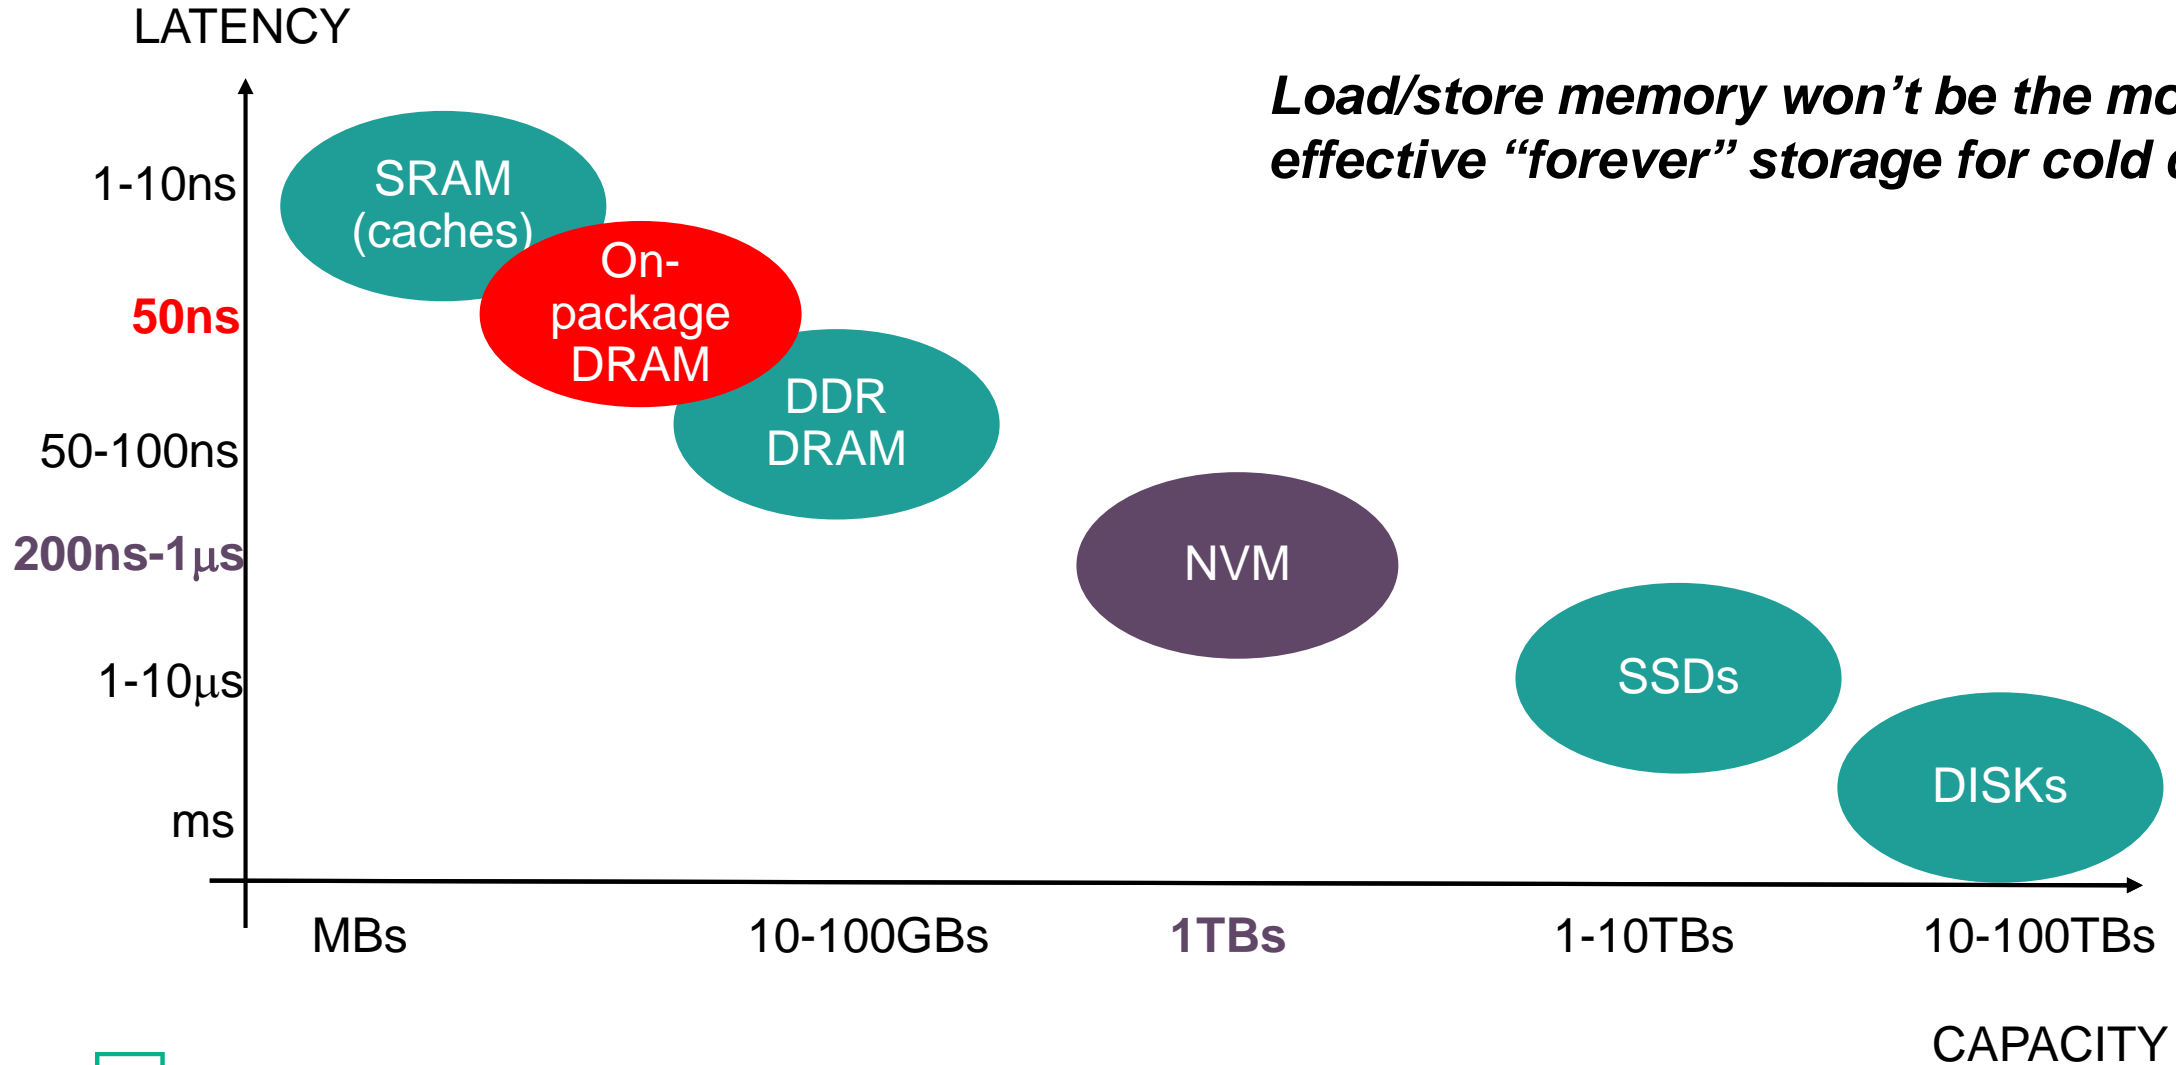 LATENCY
Load/store memory won’t be the
effective “forever” storage for cold
1-10ns
SRAM
(caches)
50ns
On-
package
DRAM
50-100ns
DDR
DRAM
200ns-1μs
NVM
1-10μs
SSDs
ms
DISKs
MBs
10-100GBs
1TBs
1-10TBs
10-100TBs
CAPACITY